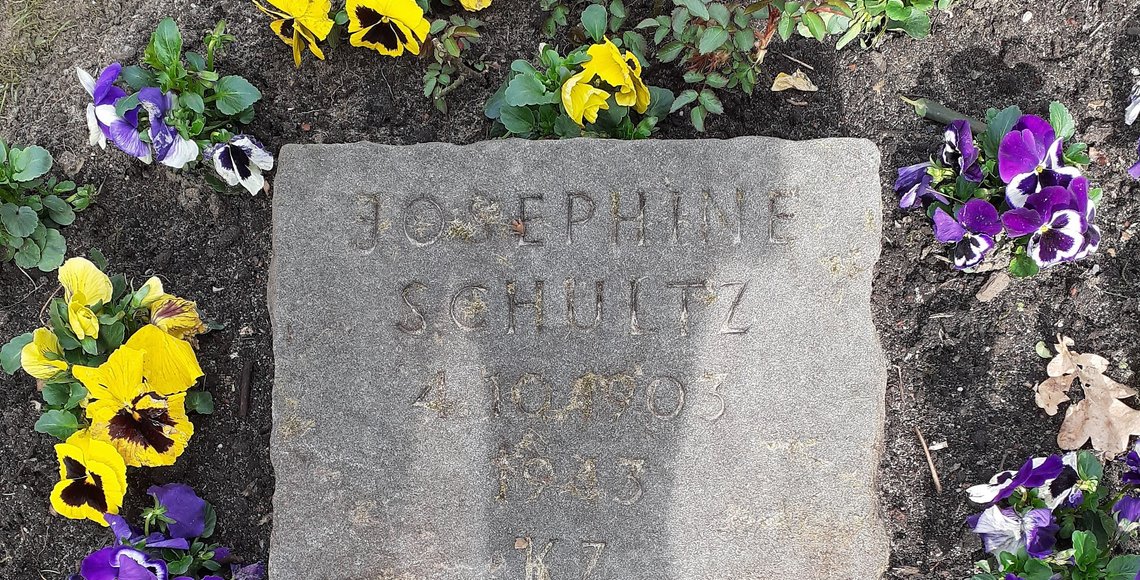 JOSEPHINE
SCHULTZ
4.10.1903
1943
KZ